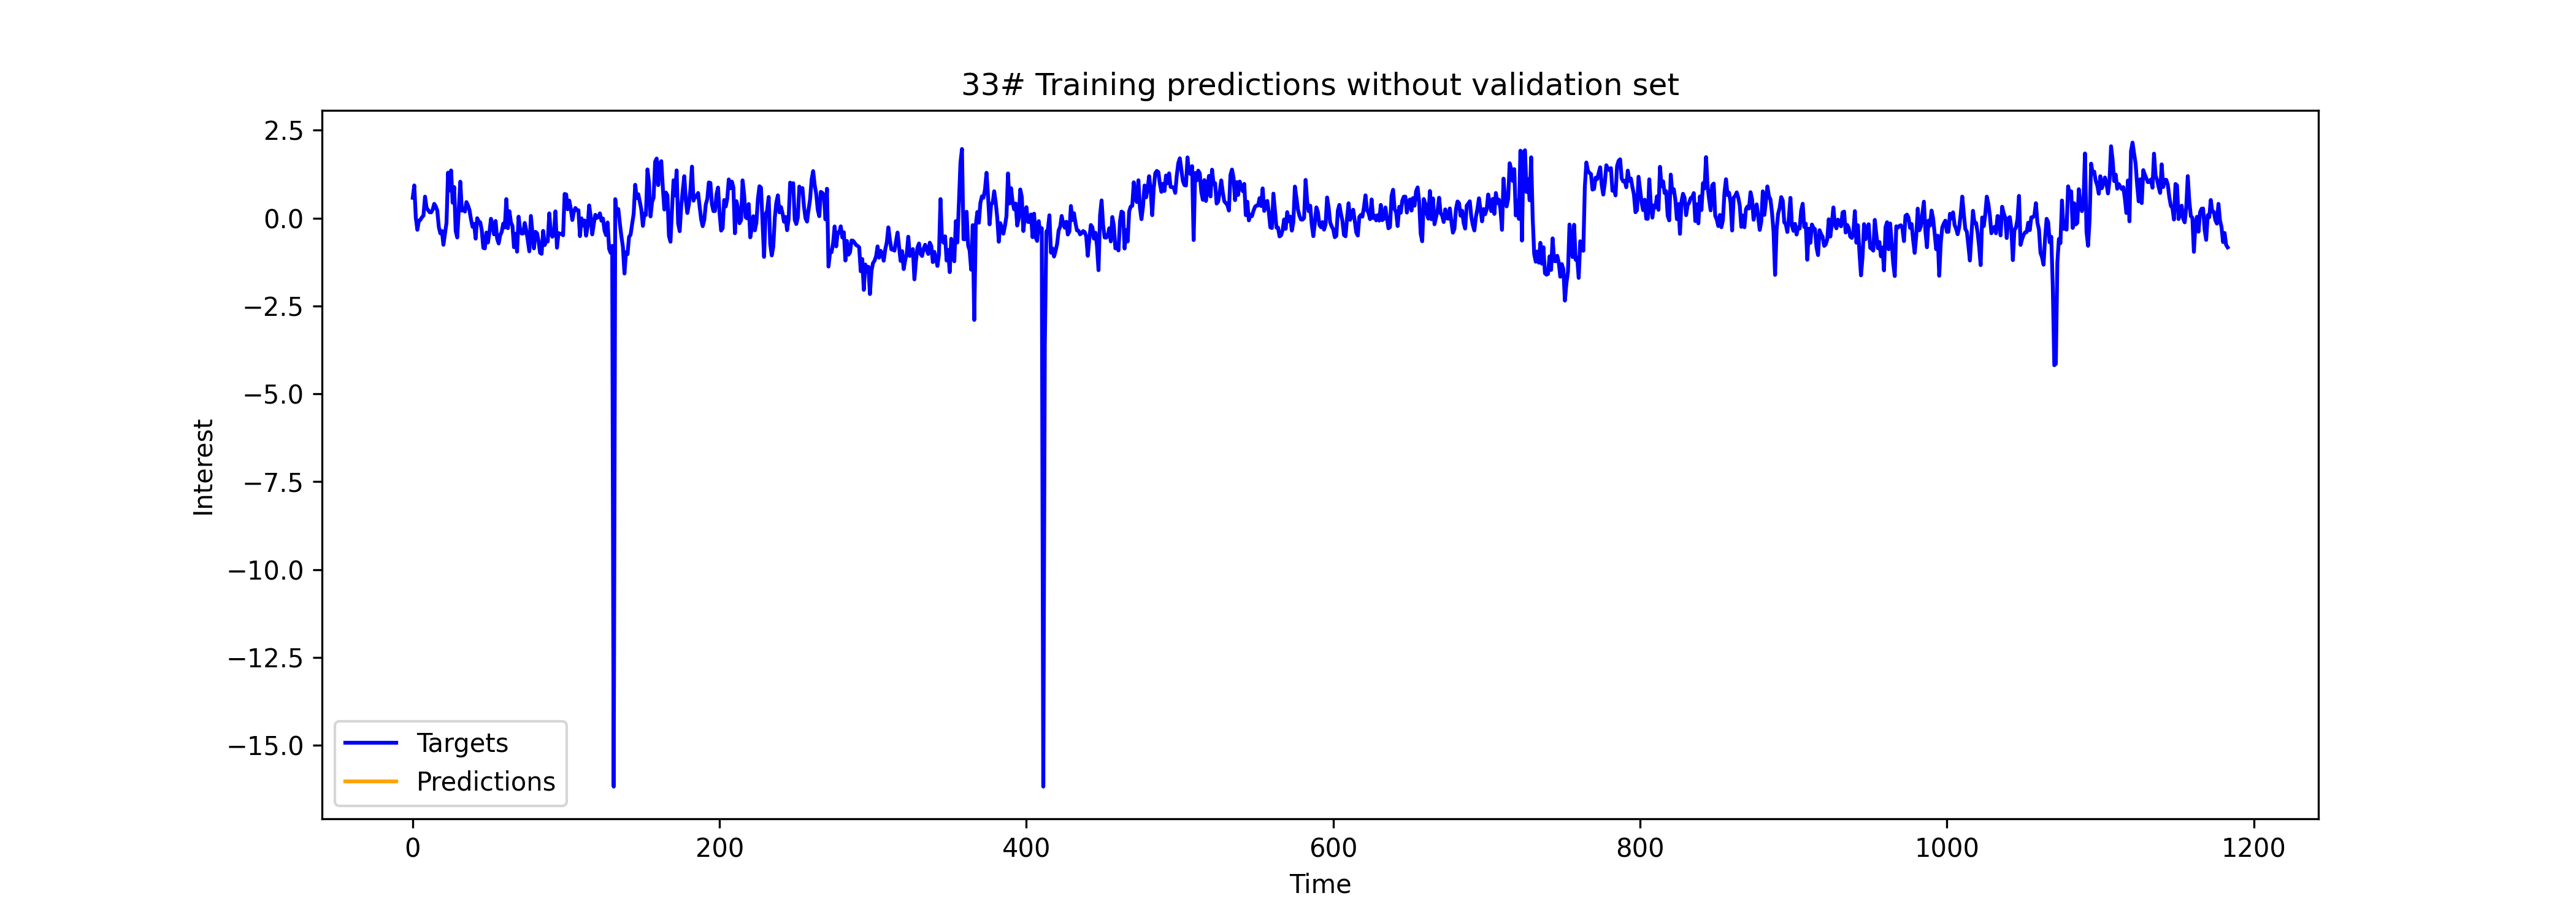 33# Training predictions without validation set
2.5
0.0
−2.5
−5.0
−7.5
−10.0
−12.5
−15.0
Interest
Targets
Predictions
0 200 400 600 800 1000 1200
Time